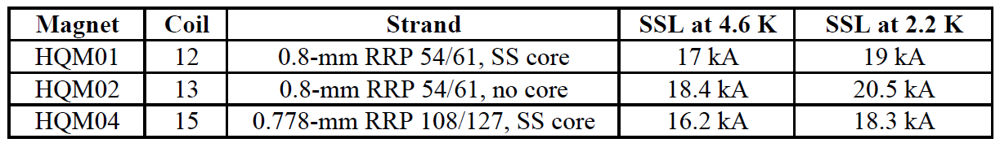 Magnet Coil Strand SSL at 4.6 K SSL at 2.2 K
HQM01 12 0.8-mm RRP 54/61, SS core 17 kA 19 kA
HQM02 13 0.8-mm RRP 54/61, no core 18.4 kA 20.5 kA
HQM04 15 0.778-mm RRP 108/127, SS core 16.2 kA 18.3 kA